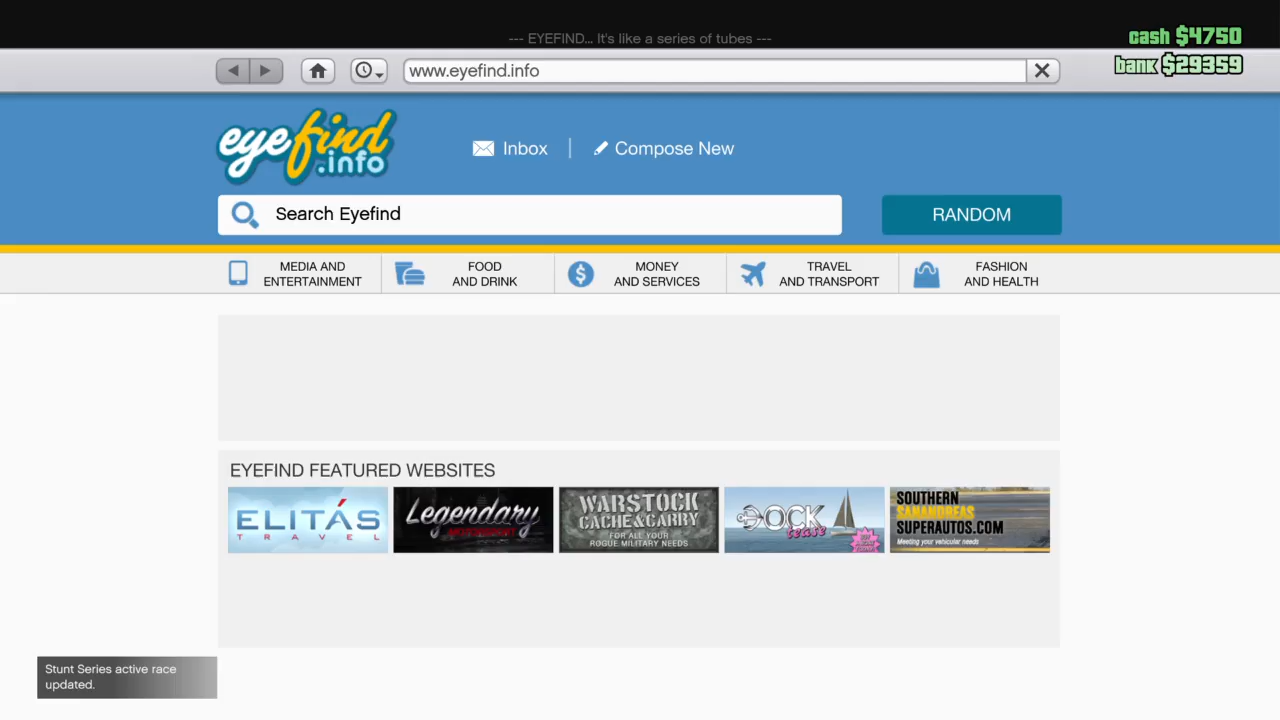 --- EYEFIND... It's like a series of tubes ---
cash $4750
bank $29359
www.eyefind.info
eyefind
.info
Inbox
Compose New
Search Eyefind
RANDOM
MEDIA AND
ENTERTAINMENT
FOOD
AND DRINK
MONEY
AND SERVICES
TRAVEL
AND TRANSPORT
FASHION
AND HEALTH
EYEFIND FEATURED WEBSITES
ELITÁS
TRAVEL
Legendary
MOTORSPORT
WARSTOCK
CACHE&CARRY
FOR ALL YOUR
ROGUE MILITARY NEEDS
DOCK
tease
SOUTHERN
SANANDREAS
SUPERAUTOS.COM
Meeting your vehicular needs
Stunt Series active race
updated.